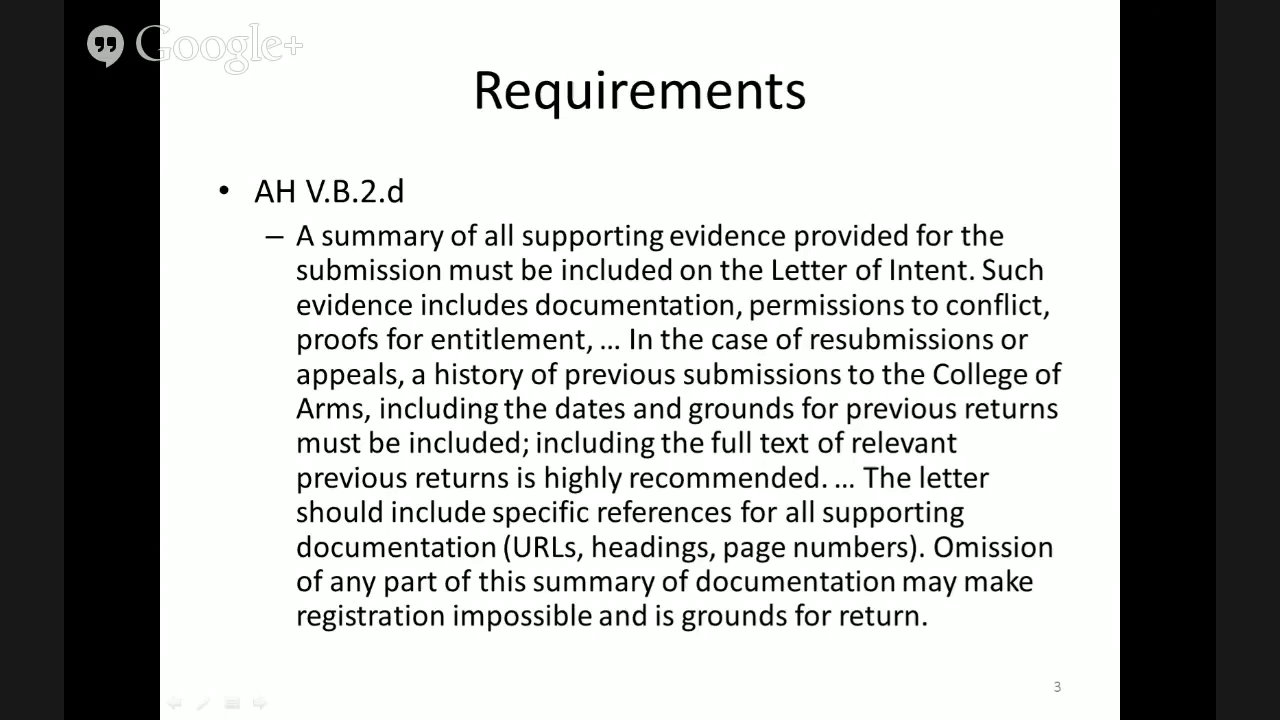 Google+
Requirements
• AH V.B.2.d
– A summary of all supporting evidence provided for the
submission must be included on the Letter of Intent. Such
evidence includes documentation, permissions to conflict,
proofs for entitlement, … In the case of resubmissions or
appeals, a history of previous submissions to the College of
Arms, including the dates and grounds for previous returns
must be included; including the full text of relevant
previous returns is highly recommended. … The letter
should include specific references for all supporting
documentation (URLs, headings, page numbers). Omission
of any part of this summary of documentation may make
registration impossible and is grounds for return.
3